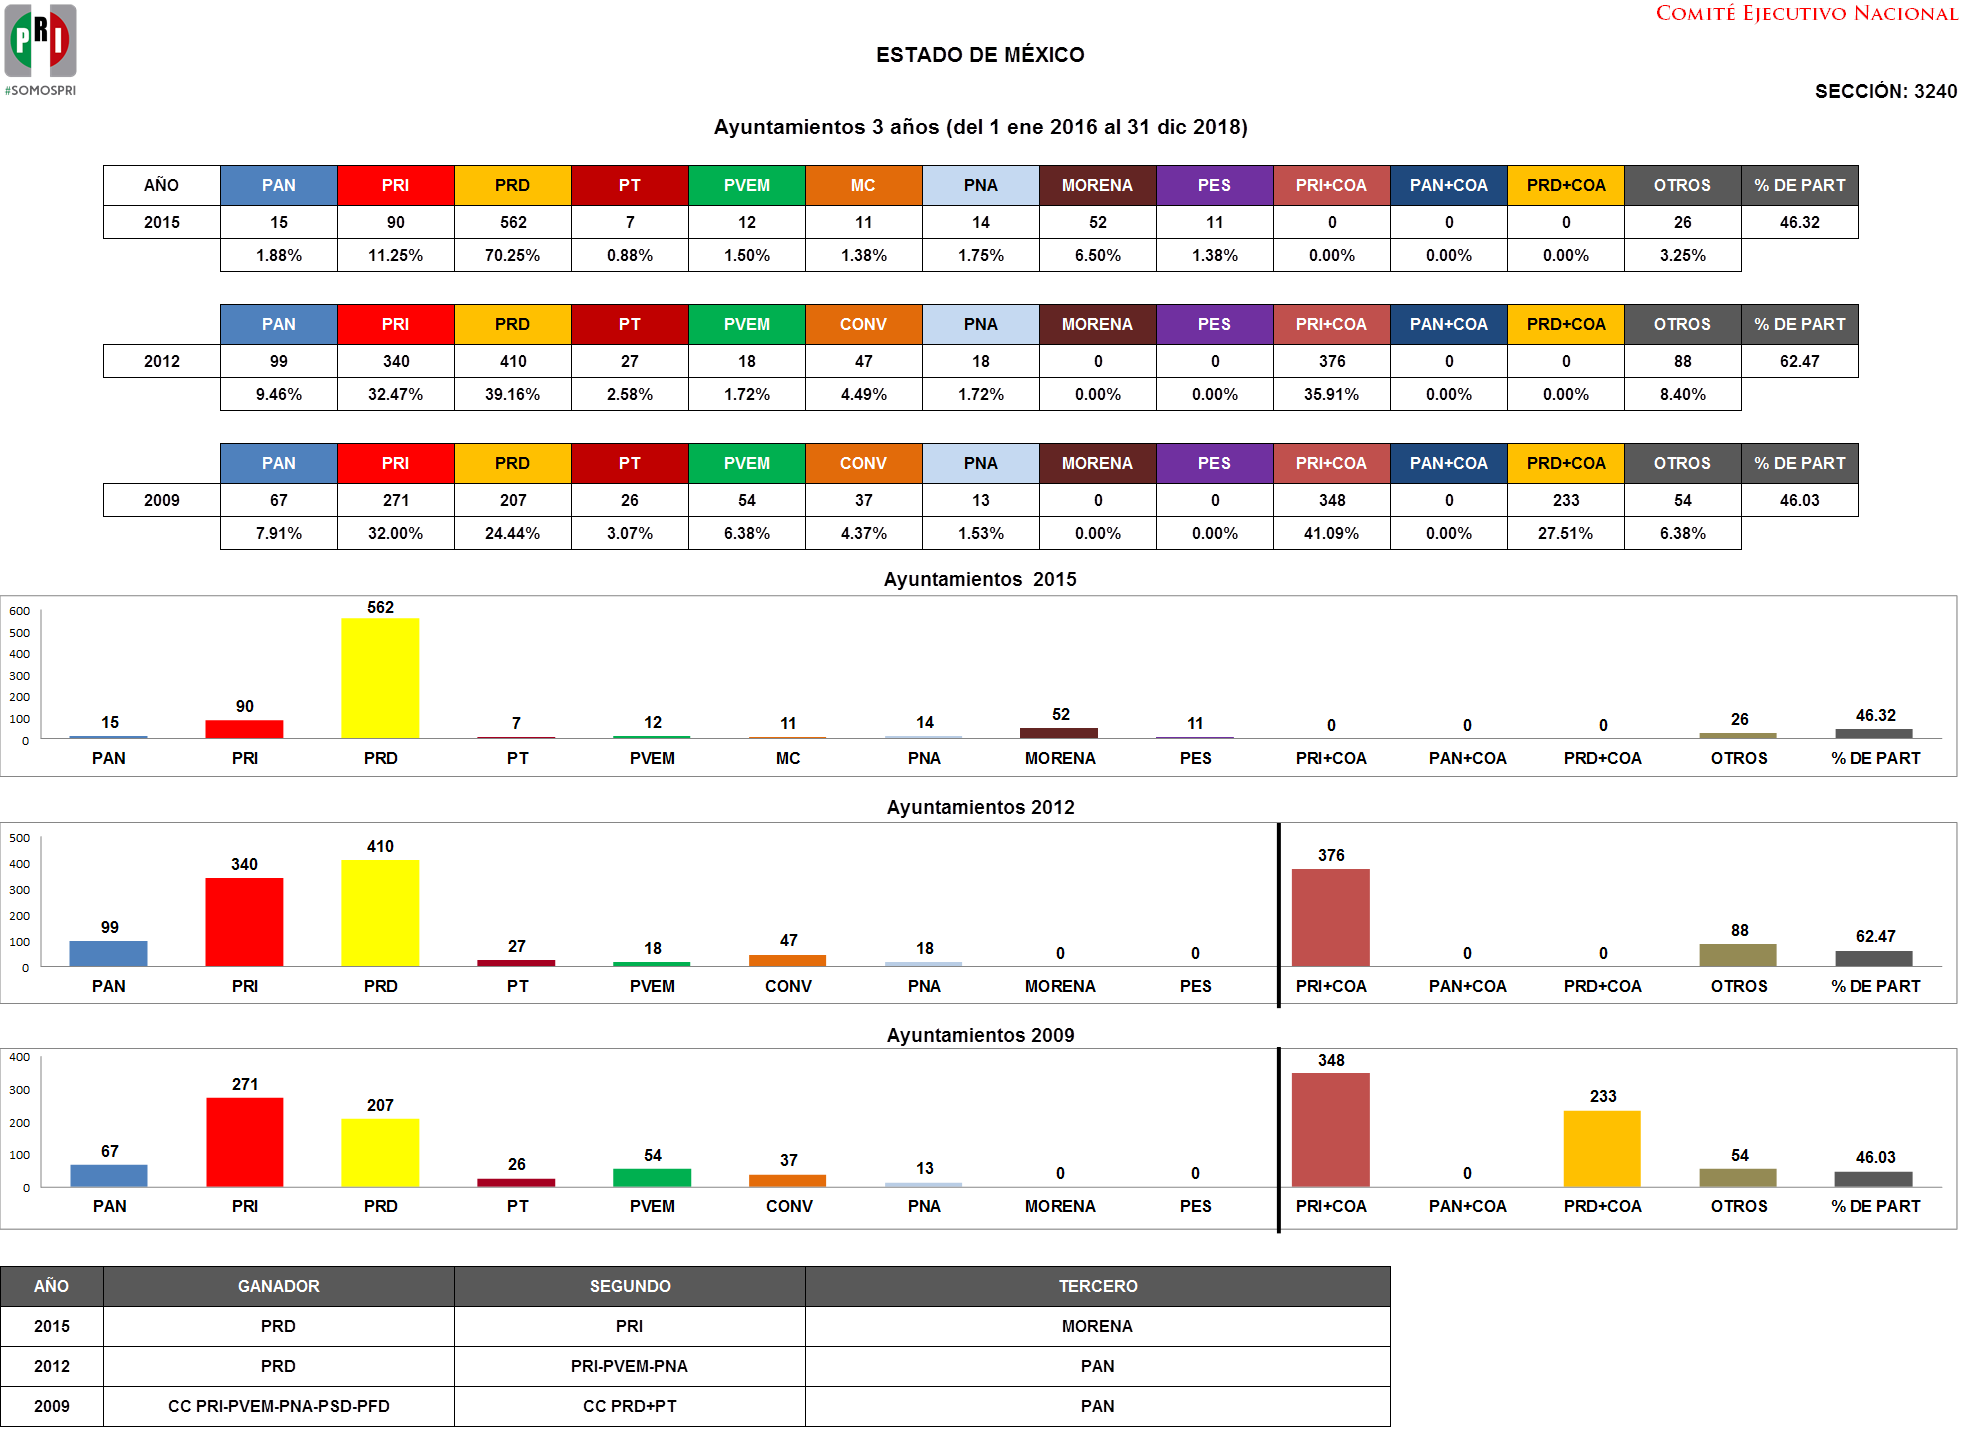 PRI
#SOMOSPRI
COMITÉ EJECUTIVO NACIONAL
ESTADO DE MÉXICO
SECCIÓN: 3240
Ayuntamientos 3 años (del 1 ene 2016 al 31 dic 2018)
AÑO PAN PRI PRD PT PVEM MC PNA MORENA PES PRI+COA PAN+COA PRD+COA OTROS % DE PART
2015 15 90 562 7 12 11 14 52 11 0 0 0 26 46.32
1.88% 11.25% 70.25% 0.88% 1.50% 1.38% 1.75% 6.50% 1.38% 0.00% 0.00% 0.00% 3.25%
PAN PRI PRD PT PVEM CONV PNA MORENA PES PRI+COA PAN+COA PRD+COA OTROS % DE PART
2012 99 340 410 27 18 47 18 0 0 376 0 0 88 62.47
9.46% 32.47% 39.16% 2.58% 1.72% 4.49% 1.72% 0.00% 0.00% 35.91% 0.00% 0.00% 8.40%
PAN PRI PRD PT PVEM CONV PNA MORENA PES PRI+COA PAN+COA PRD+COA OTROS % DE PART
2009 67 271 207 26 54 37 13 0 0 348 0 233 54 46.03
7.91% 32.00% 24.44% 3.07% 6.38% 4.37% 1.53% 0.00% 0.00% 41.09% 0.00% 27.51% 6.38%
Ayuntamientos 2015
600
500
400
300
200
100
0
15 90 562 7 12 11 14 52 11 0 0 0 26 46.32
PAN PRI PRD PT PVEM MC PNA MORENA PES PRI+COA PAN+COA PRD+COA OTROS % DE PART
Ayuntamientos 2012
500
400
300
200
100
0
99 340 410 27 18 47 18 0 0 376 0 0 88 62.47
PAN PRI PRD PT PVEM CONV PNA MORENA PES PRI+COA PAN+COA PRD+COA OTROS % DE PART
Ayuntamientos 2009
400
300
200
100
0
67 271 207 26 54 37 13 0 0 348 0 233 54 46.03
PAN PRI PRD PT PVEM CONV PNA MORENA PES PRI+COA PAN+COA PRD+COA OTROS % DE PART
AÑO GANADOR SEGUNDO TERCERO
2015 PRD PRI MORENA
2012 PRD PRI-PVEM-PNA PAN
2009 CC PRI-PVEM-PNA-PSD-PFD CC PRD+PT PAN